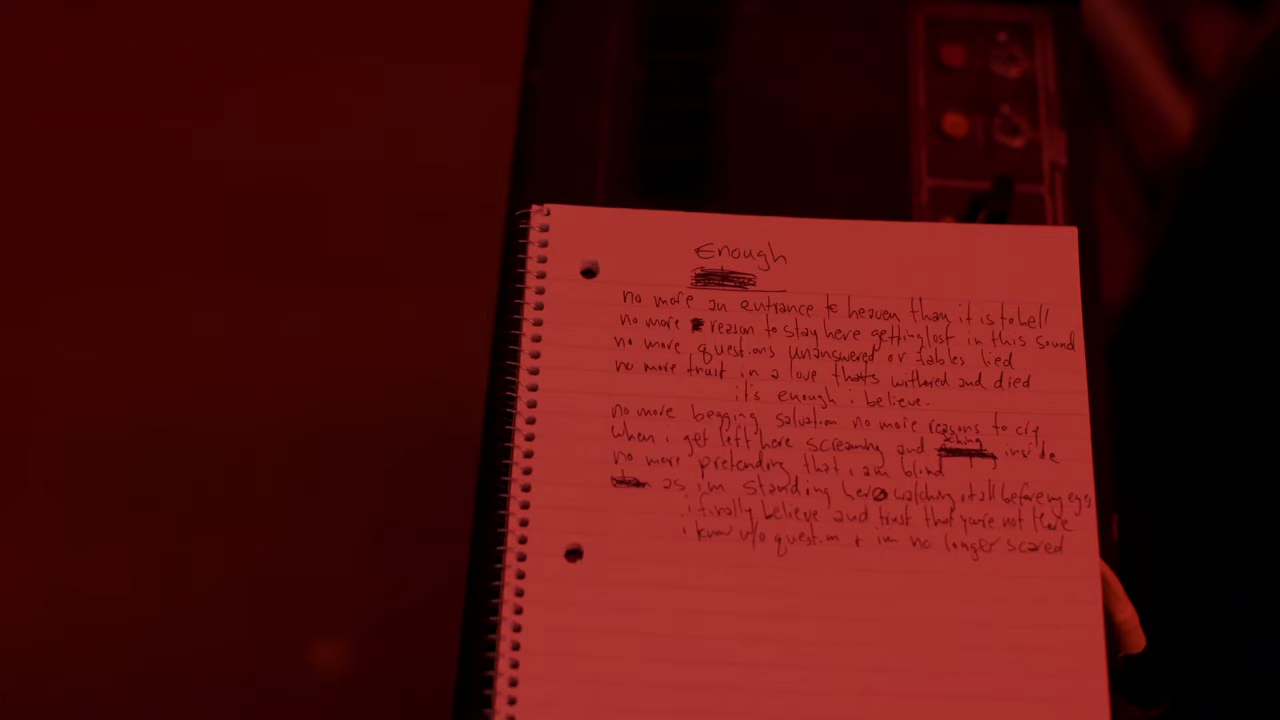 Enough
no more an entrance to heaven than it is to hell
no more reason to stay here getting lost in this sound
no more questions unanswered or fables lied
no more trust in a love thats withered and died
it's enough i believe.
no more begging salvation no more reasons to cry
when i get left here screaming and aching inside
no more pretending that i am blind
as i'm standing here watching it all before my eyes
i finally believe and trust that you're not there
i know w/o question + im no longer scared